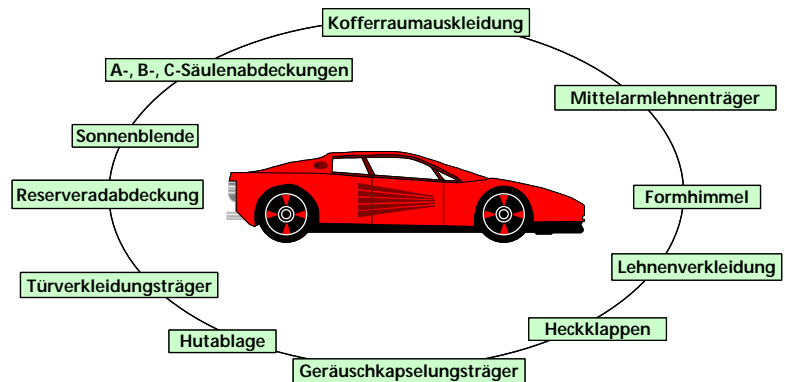 Kofferraumauskleidung
A-, B-, C-Säulenabdeckungen
Mittelarmlehnenträger
Sonnenblende
Reserveradabdeckung
Formhimmel
Lehnenverkleidung
Türverkleidungsträger
Heckklappen
Hutablage
Geräuschkapselungsträger